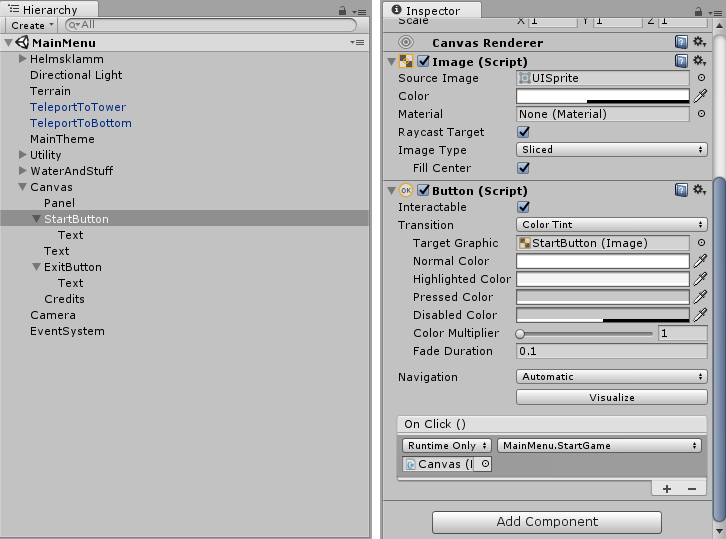 Hierarchy
Create
All
MainMenu
Helmsklamm
Directional Light
Terrain
TeleportToTower
TeleportToBottom
MainTheme
Utility
WaterAndStuff
Canvas
Panel
StartButton
Text
Text
ExitButton
Text
Credits
Camera
EventSystem
Inspector
Scale X 1 Y 1 Z 1
Canvas Renderer
Image (Script)
Source Image UISprite
Color
Material None (Material)
Raycast Target
Image Type Sliced
Fill Center
OK Button (Script)
Interactable
Transition Color Tint
Target Graphic StartButton (Image)
Normal Color
Highlighted Color
Pressed Color
Disabled Color
Color Multiplier 1
Fade Duration 0.1
Navigation Automatic
Visualize
On Click ()
Runtime Only MainMenu.StartGame
Canvas (
Add Component